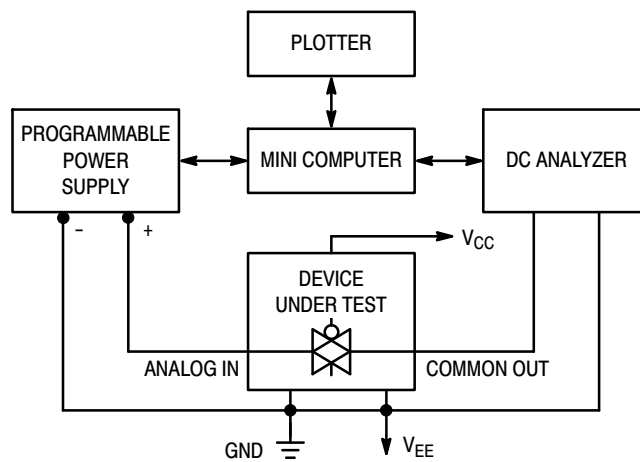 PLOTTER
PROGRAMMABLE
POWER
SUPPLY
MINI COMPUTER
DC ANALYZER
– +
VCC
DEVICE
UNDER TEST
ANALOG IN
COMMON OUT
GND
VEE